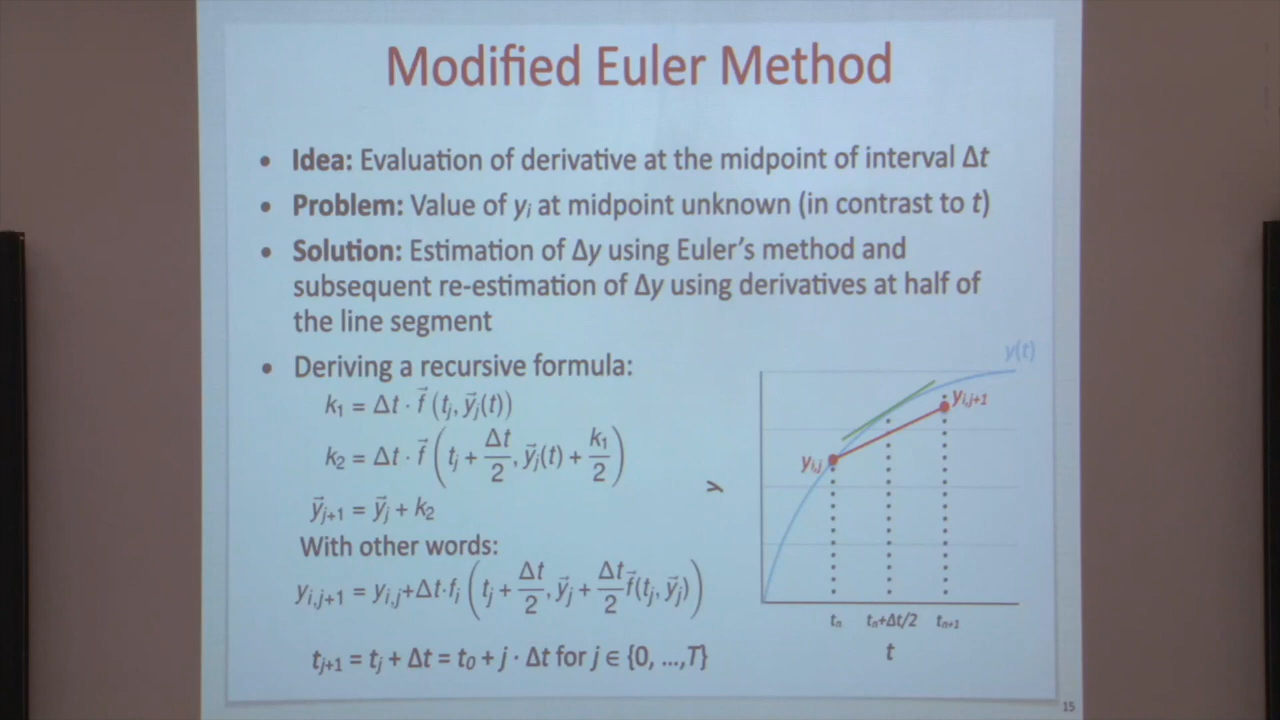 Modified Euler Method
• Idea: Evaluation of derivative at the midpoint of interval Δt
• Problem: Value of yᵢ at midpoint unknown (in contrast to t)
• Solution: Estimation of Δy using Euler's method and
subsequent re-estimation of Δy using derivatives at half of
the line segment
• Deriving a recursive formula:
k₁ = Δt · f⃗ (tⱼ, y⃗ⱼ(t))
k₂ = Δt · f⃗ (tⱼ + Δt/2, y⃗ⱼ(t) + k₁/2)
y⃗ⱼ₊₁ = y⃗ⱼ + k₂
With other words:
yᵢ,ⱼ₊₁ = yᵢ,ⱼ+Δt·fⱼ (tⱼ + Δt/2, y⃗ⱼ + Δt/2 f⃗(tⱼ, y⃗ⱼ))
tⱼ₊₁ = tⱼ + Δt = t₀ + j · Δt for j ∈ {0, ...,T}
y(t)
yᵢ,ⱼ₊₁
yᵢ,ⱼ
y
tₙ tₙ+Δt/2 tₙ₊₁
t
15